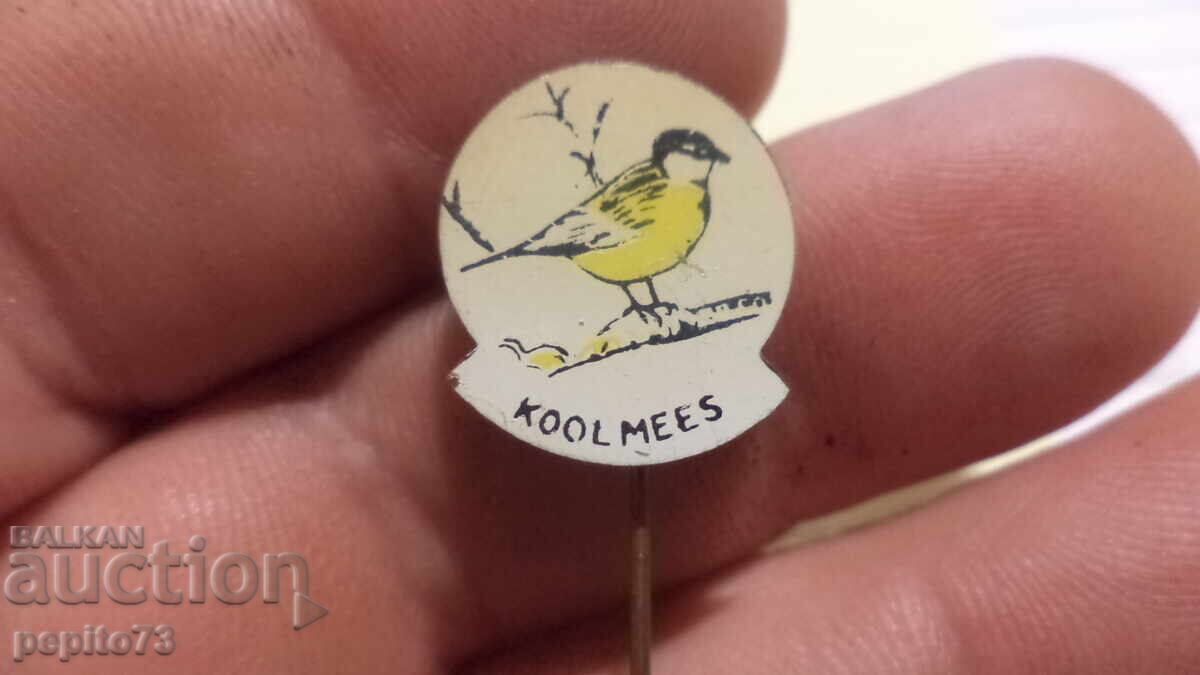 KOOLMEES
BALKAN
auction
pepito73